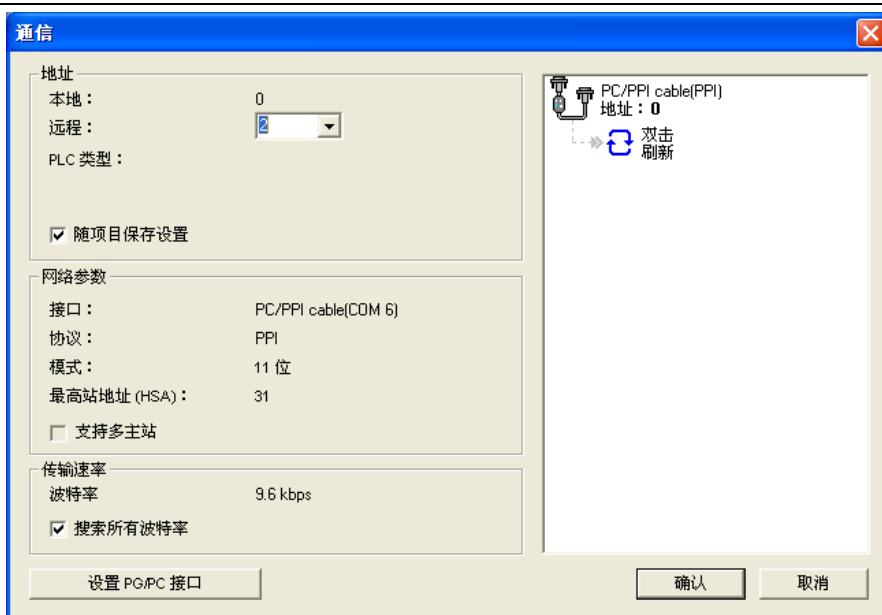 通信
地址
本地： 0
远程： 2
PLC 类型：
随项目保存设置
网络参数
接口： PC/PPI cable(COM 6)
协议： PPI
模式： 11 位
最高站地址 (HSA)： 31
支持多主站
传输速率
波特率 9.6 kbps
搜索所有波特率
设置 PG/PC 接口
PC/PPI cable(PPI)
地址：0
双击
刷新
确认
取消